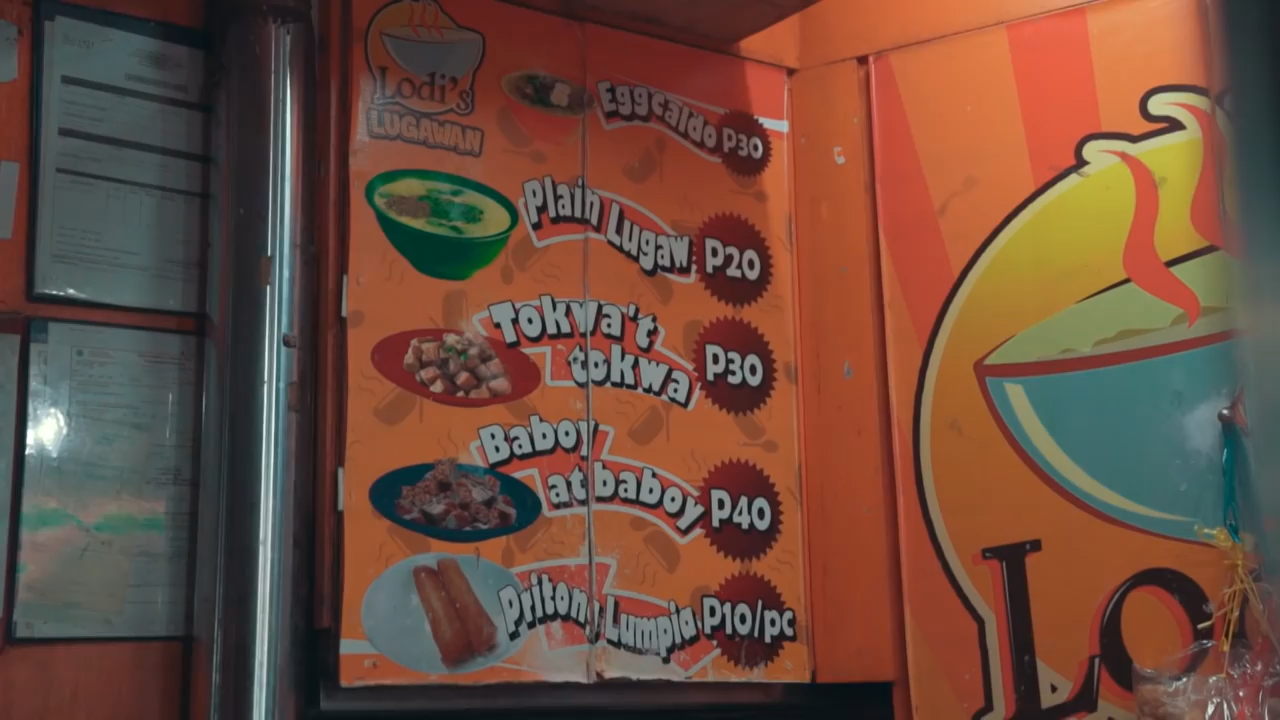 Lodi's
LUGAWAN
Eggcaldo P30
Plain Lugaw P20
Tokwa't
tokwa P30
Baboy
at baboy P40
Pritong Lumpia P10/pc
Lo